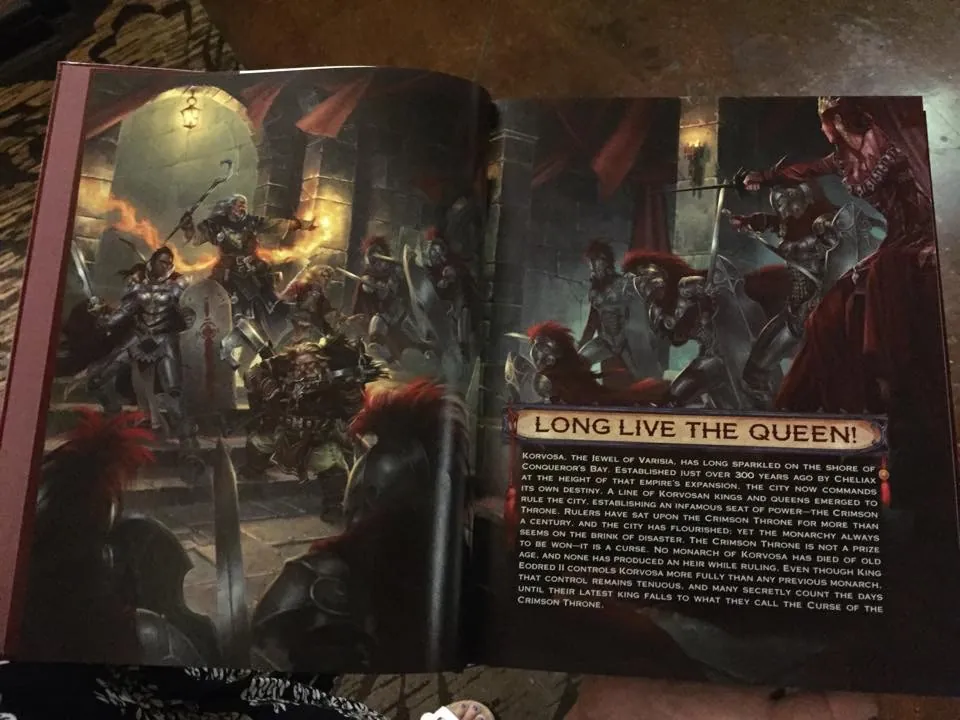 LONG LIVE THE QUEEN!
KORVOSA, THE JEWEL OF VARISIA, HAS LONG SPARKLED ON THE SHORE OF
CONQUEROR'S BAY. ESTABLISHED JUST OVER 300 YEARS AGO BY CHELIAX
AT THE HEIGHT OF THAT EMPIRE'S EXPANSION, THE CITY NOW COMMANDS
ITS OWN DESTINY. A LINE OF KORVOSAN KINGS AND QUEENS EMERGED TO
RULE THE CITY, ESTABLISHING AN INFAMOUS SEAT OF POWER—THE CRIMSON
THRONE. RULERS HAVE SAT UPON THE CRIMSON THRONE FOR MORE THAN
A CENTURY, AND THE CITY HAS FLOURISHED; YET THE MONARCHY ALWAYS
SEEMS ON THE BRINK OF DISASTER. THE CRIMSON THRONE IS NOT A PRIZE
TO BE WON—IT IS A CURSE. NO MONARCH OF KORVOSA HAS DIED OF OLD
AGE, AND NONE HAS PRODUCED AN HEIR WHILE RULING. EVEN THOUGH KING
EODRED II CONTROLS KORVOSA MORE FULLY THAN ANY PREVIOUS MONARCH,
THAT CONTROL REMAINS TENUOUS, AND MANY SECRETLY COUNT THE DAYS
UNTIL THEIR LATEST KING FALLS TO WHAT THEY CALL THE CURSE OF THE
CRIMSON THRONE.